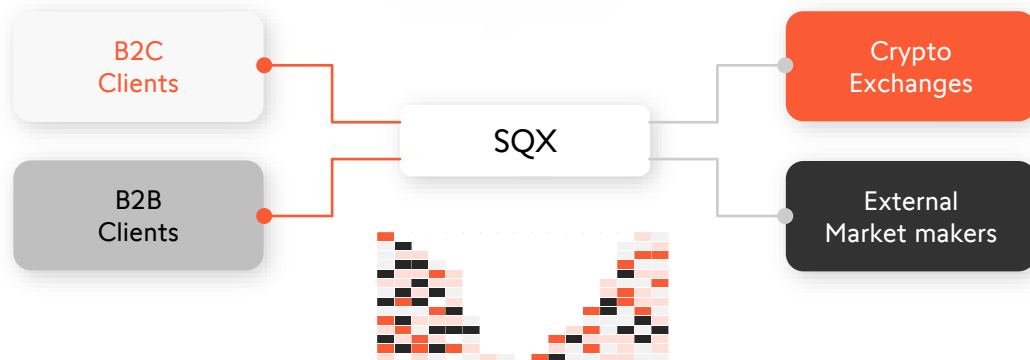 B2C
Clients
Crypto
Exchanges
SQX
B2B
Clients
External
Market makers